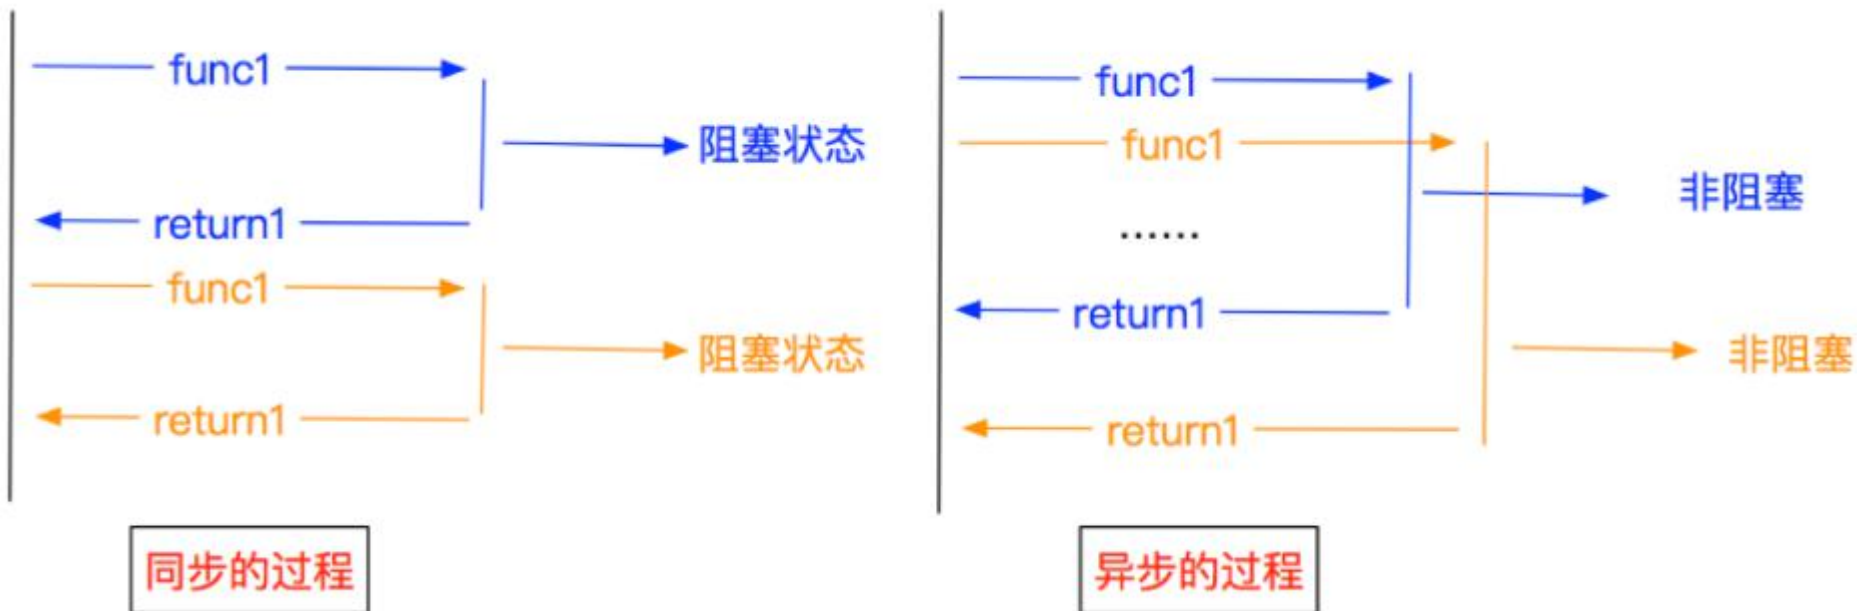 func1
阻塞状态
return1
func1
阻塞状态
return1
同步的过程
func1
func1
非阻塞
……
return1
非阻塞
return1
异步的过程